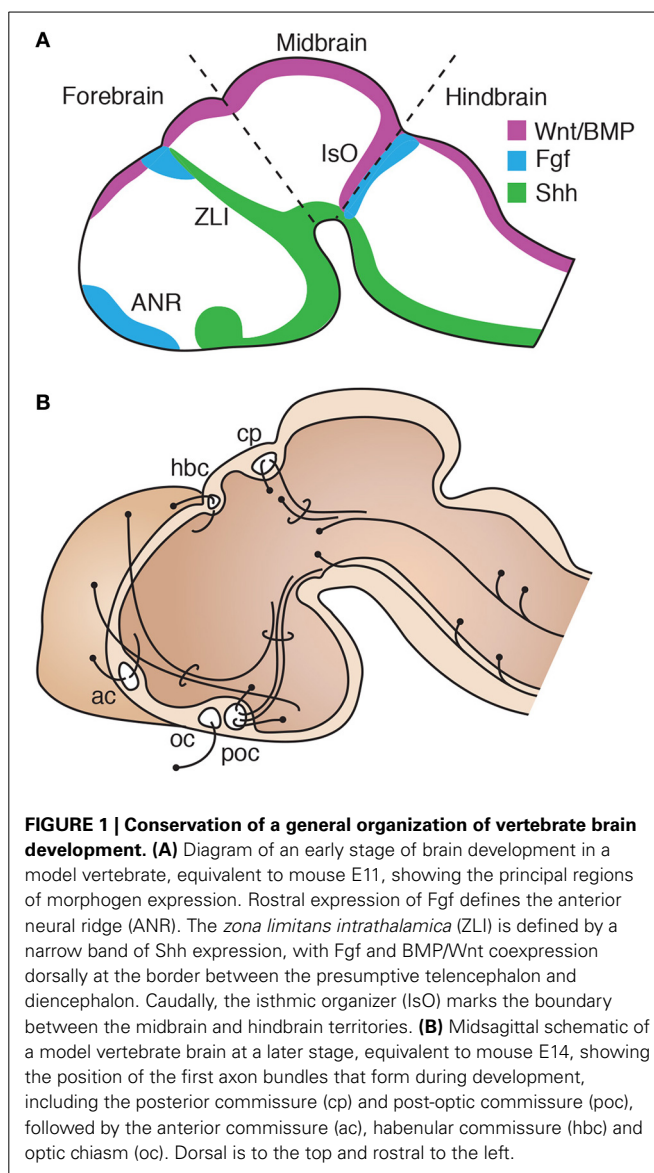 A
Midbrain
Forebrain
Hindbrain
Wnt/BMP
IsO
Fgf
Shh
ZLI
ANR
B
cp
hbc
ac
oc
poc
FIGURE 1 | Conservation of a general organization of vertebrate brain
development. (A) Diagram of an early stage of brain development in a
model vertebrate, equivalent to mouse E11, showing the principal regions
of morphogen expression. Rostral expression of Fgf defines the anterior
neural ridge (ANR). The zona limitans intrathalamica (ZLI) is defined by a
narrow band of Shh expression, with Fgf and BMP/Wnt coexpression
dorsally at the border between the presumptive telencephalon and
diencephalon. Caudally, the isthmic organizer (IsO) marks the boundary
between the midbrain and hindbrain territories. (B) Midsagittal schematic of
a model vertebrate brain at a later stage, equivalent to mouse E14, showing
the position of the first axon bundles that form during development,
including the posterior commissure (cp) and post-optic commissure (poc),
followed by the anterior commissure (ac), habenular commissure (hbc) and
optic chiasm (oc). Dorsal is to the top and rostral to the left.